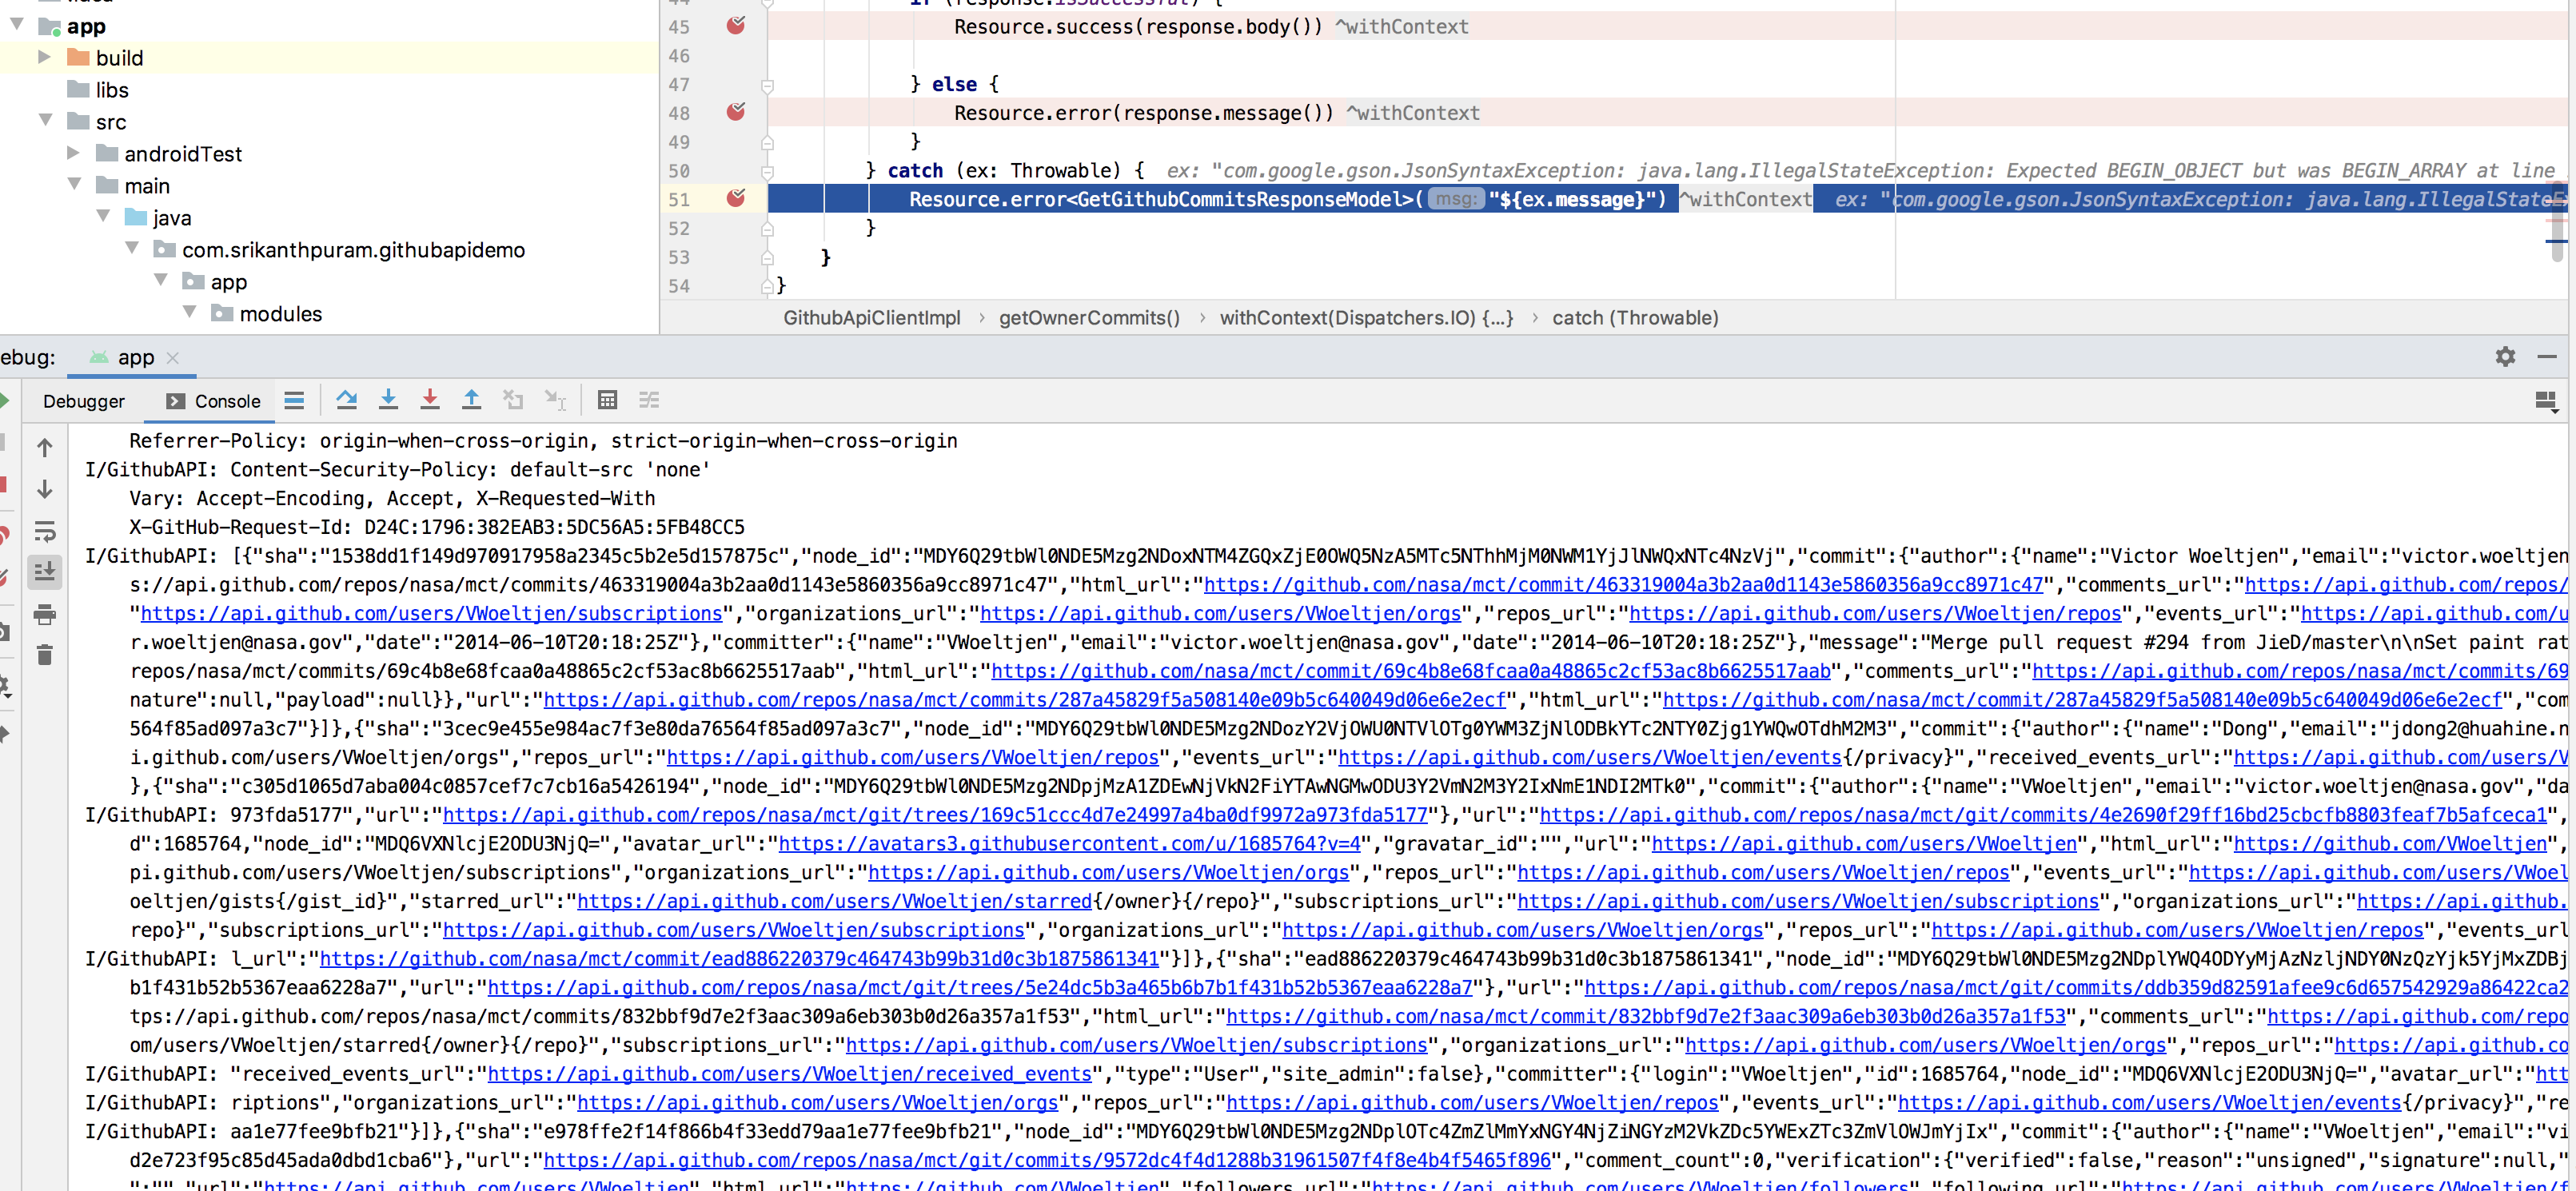 app
build
libs
src
androidTest
main
java
com.srikanthpuram.githubapidemo
app
modules
45 Resource.success(response.body()) ^withContext
46
47 } else {
48 Resource.error(response.message()) ^withContext
49 }
50 } catch (ex: Throwable) { ex: "com.google.gson.JsonSyntaxException: java.lang.IllegalStateException: Expected BEGIN_OBJECT but was BEGIN_ARRAY at line
51 Resource.error<GetGithubCommitsResponseModel>( msg: "${ex.message}") ^withContext ex: "com.google.gson.JsonSyntaxException: java.lang.IllegalStateEx
52 }
53 }
54 }
GithubApiClientImpl › getOwnerCommits() › withContext(Dispatchers.IO) {...} › catch (Throwable)
ebug: app
Debugger Console
Referrer-Policy: origin-when-cross-origin, strict-origin-when-cross-origin
I/GithubAPI: Content-Security-Policy: default-src 'none'
Vary: Accept-Encoding, Accept, X-Requested-With
X-GitHub-Request-Id: D24C:1796:382EAB3:5DC56A5:5FB48CC5
I/GithubAPI: [{"sha":"1538dd1f149d970917958a2345c5b2e5d157875c","node_id":"MDY6Q29tbWl0NDE5Mzg2NDoxNTM4ZGQxZjE0OWQ5NzA5MTc5NThhMjM0NWM1YjJlNWQxNTc4NzVj","commit":{"author":{"name":"Victor Woeltjen","email":"victor.woeltjen
s://api.github.com/repos/nasa/mct/commits/463319004a3b2aa0d1143e5860356a9cc8971c47","html_url":"https://github.com/nasa/mct/commit/463319004a3b2aa0d1143e5860356a9cc8971c47","comments_url":"https://api.github.com/repos/
"https://api.github.com/users/VWoeltjen/subscriptions","organizations_url":"https://api.github.com/users/VWoeltjen/orgs","repos_url":"https://api.github.com/users/VWoeltjen/repos","events_url":"https://api.github.com/u
r.woeltjen@nasa.gov","date":"2014-06-10T20:18:25Z"},"committer":{"name":"VWoeltjen","email":"victor.woeltjen@nasa.gov","date":"2014-06-10T20:18:25Z"},"message":"Merge pull request #294 from JieD/master\n\nSet paint rat
repos/nasa/mct/commits/69c4b8e68fcaa0a48865c2cf53ac8b6625517aab","html_url":"https://github.com/nasa/mct/commit/69c4b8e68fcaa0a48865c2cf53ac8b6625517aab","comments_url":"https://api.github.com/repos/nasa/mct/commits/69
nature":null,"payload":null}},"url":"https://api.github.com/repos/nasa/mct/commits/287a45829f5a508140e09b5c640049d06e6e2ecf","html_url":"https://github.com/nasa/mct/commit/287a45829f5a508140e09b5c640049d06e6e2ecf","com
564f85ad097a3c7"}]},{"sha":"3cec9e455e984ac7f3e80da76564f85ad097a3c7","node_id":"MDY6Q29tbWl0NDE5Mzg2NDozY2VjOWU0NTVlOTg0YWM3ZjNlODBkYTc2NTY0Zjg1YWQwOTdhM2M3","commit":{"author":{"name":"Dong","email":"jdong2@huahine.n
i.github.com/users/VWoeltjen/orgs","repos_url":"https://api.github.com/users/VWoeltjen/repos","events_url":"https://api.github.com/users/VWoeltjen/events{/privacy}","received_events_url":"https://api.github.com/users/V
},{"sha":"c305d1065d7aba004c0857cef7c7cb16a5426194","node_id":"MDY6Q29tbWl0NDE5Mzg2NDpjMzA1ZDEwNjVkN2FiYTAwNGMwODU3Y2VmN2M3Y2IxNmE1NDI2MTk0","commit":{"author":{"name":"VWoeltjen","email":"victor.woeltjen@nasa.gov","da
I/GithubAPI: 973fda5177","url":"https://api.github.com/repos/nasa/mct/git/trees/169c51ccc4d7e24997a4ba0df9972a973fda5177"},"url":"https://api.github.com/repos/nasa/mct/git/commits/4e2690f29ff16bd25cbcfb8803feaf7b5afceca1",
d":1685764,"node_id":"MDQ6VXNlcjE2ODU3NjQ=","avatar_url":"https://avatars3.githubusercontent.com/u/1685764?v=4","gravatar_id":"","url":"https://api.github.com/users/VWoeltjen","html_url":"https://github.com/VWoeltjen",
pi.github.com/users/VWoeltjen/subscriptions","organizations_url":"https://api.github.com/users/VWoeltjen/orgs","repos_url":"https://api.github.com/users/VWoeltjen/repos","events_url":"https://api.github.com/users/VWoel
oeltjen/gists{/gist_id}","starred_url":"https://api.github.com/users/VWoeltjen/starred{/owner}{/repo}","subscriptions_url":"https://api.github.com/users/VWoeltjen/subscriptions","organizations_url":"https://api.github.
repo}","subscriptions_url":"https://api.github.com/users/VWoeltjen/subscriptions","organizations_url":"https://api.github.com/users/VWoeltjen/orgs","repos_url":"https://api.github.com/users/VWoeltjen/repos","events_url
I/GithubAPI: l_url":"https://github.com/nasa/mct/commit/ead886220379c464743b99b31d0c3b1875861341"}]},{"sha":"ead886220379c464743b99b31d0c3b1875861341","node_id":"MDY6Q29tbWl0NDE5Mzg2NDplYWQ4ODYyMjAzNzljNDY0NzQzYjk5YjMxZDBj
b1f431b52b5367eaa6228a7","url":"https://api.github.com/repos/nasa/mct/git/trees/5e24dc5b3a465b6b7b1f431b52b5367eaa6228a7"},"url":"https://api.github.com/repos/nasa/mct/git/commits/ddb359d82591afee9c6d657542929a86422ca2
tps://api.github.com/repos/nasa/mct/commits/832bbf9d7e2f3aac309a6eb303b0d26a357a1f53","html_url":"https://github.com/nasa/mct/commit/832bbf9d7e2f3aac309a6eb303b0d26a357a1f53","comments_url":"https://api.github.com/repo
om/users/VWoeltjen/starred{/owner}{/repo}","subscriptions_url":"https://api.github.com/users/VWoeltjen/subscriptions","organizations_url":"https://api.github.com/users/VWoeltjen/orgs","repos_url":"https://api.github.co
I/GithubAPI: "received_events_url":"https://api.github.com/users/VWoeltjen/received_events","type":"User","site_admin":false},"committer":{"login":"VWoeltjen","id":1685764,"node_id":"MDQ6VXNlcjE2ODU3NjQ=","avatar_url":"htt
I/GithubAPI: riptions","organizations_url":"https://api.github.com/users/VWoeltjen/orgs","repos_url":"https://api.github.com/users/VWoeltjen/repos","events_url":"https://api.github.com/users/VWoeltjen/events{/privacy}","re
I/GithubAPI: aa1e77fee9bfb21"}]},{"sha":"e978ffe2f14f866b4f33edd79aa1e77fee9bfb21","node_id":"MDY6Q29tbWl0NDE5Mzg2NDplOTc4ZmZlMmYxNGY4NjZiNGYzM2VkZDc5YWExZTc3ZmVlOWJmYjIx","commit":{"author":{"name":"VWoeltjen","email":"vi
d2e723f95c85d45ada0dbd1cba6"},"url":"https://api.github.com/repos/nasa/mct/git/commits/9572dc4f4d1288b31961507f4f8e4b4f5465f896","comment_count":0,"verification":{"verified":false,"reason":"unsigned","signature":null,"